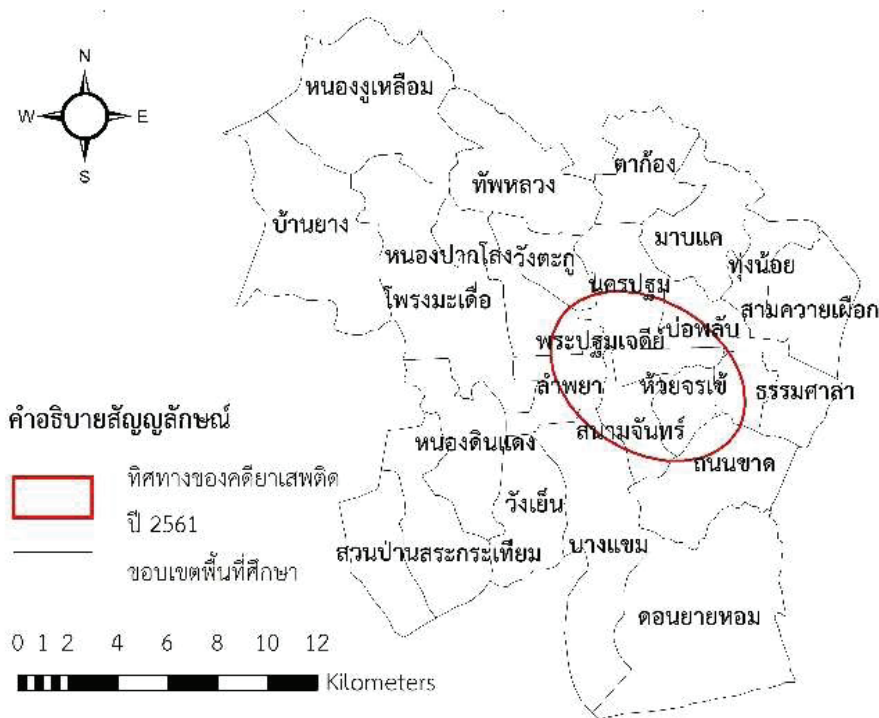 N
W
E
S
หนองงูเหลือม
ตาก้อง
ทัพหลวง
บ้านยาง
มาบแค
หนองปากโลง
วังตะกู
ทุ่งน้อย
นครปฐม
โพรงมะเดื่อ
สามควายเผือก
บ่อพลับ
พระปฐมเจดีย์
ลำพยา
ห้วยจรเข้
ธรรมศาลา
สนามจันทร์
หนองดินแดง
ถนนขาด
วังเย็น
บางแขม
สวนป่าน
สระกระเทียม
ดอนยายหอม
คำอธิบายสัญญลักษณ์
ทิศทางของคดียาเสพติด
ปี 2561
ขอบเขตพื้นที่ศึกษา
0 1 2 4 6 8 10 12
Kilometers